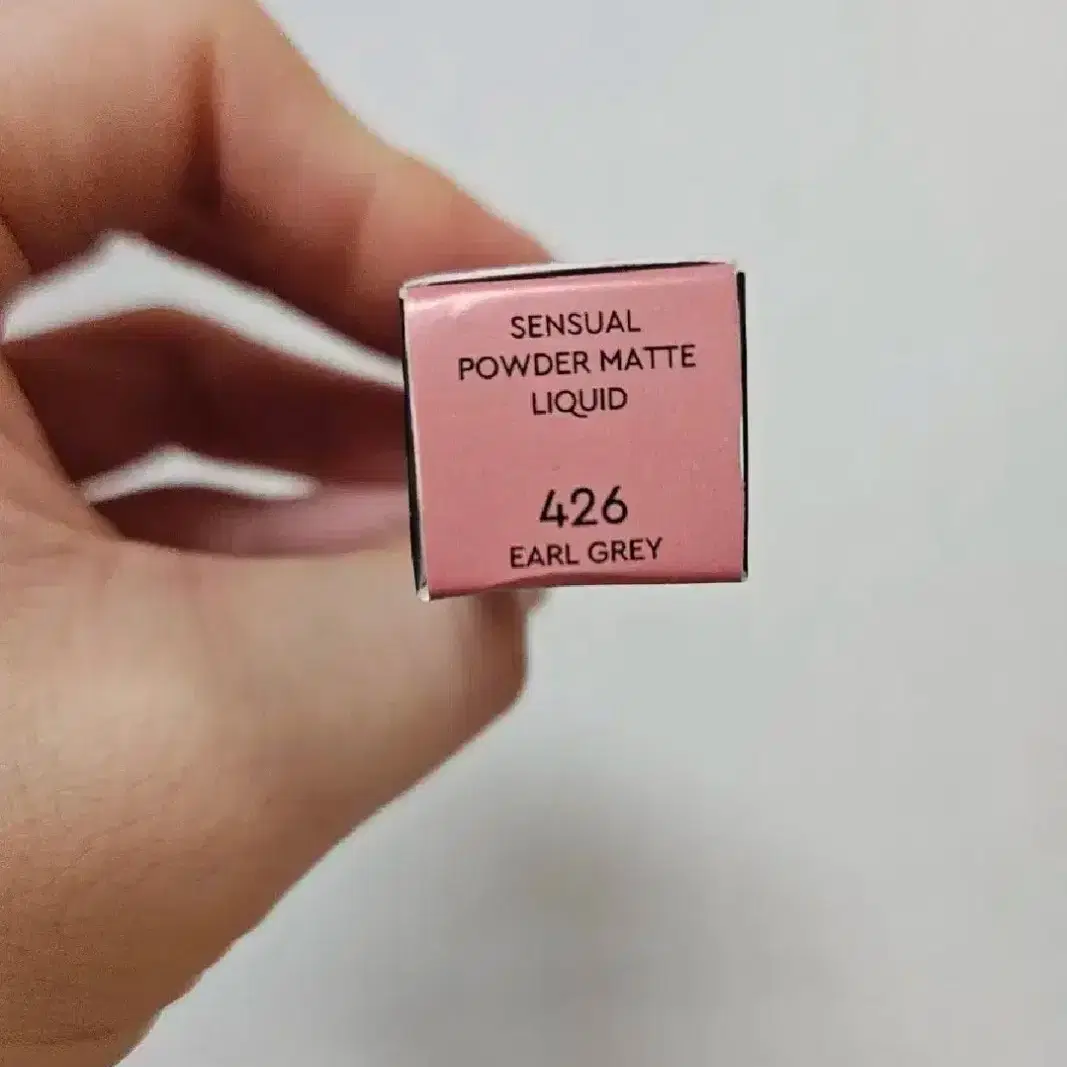 SENSUAL
POWDER MATTE
LIQUID
426
EARL GREY